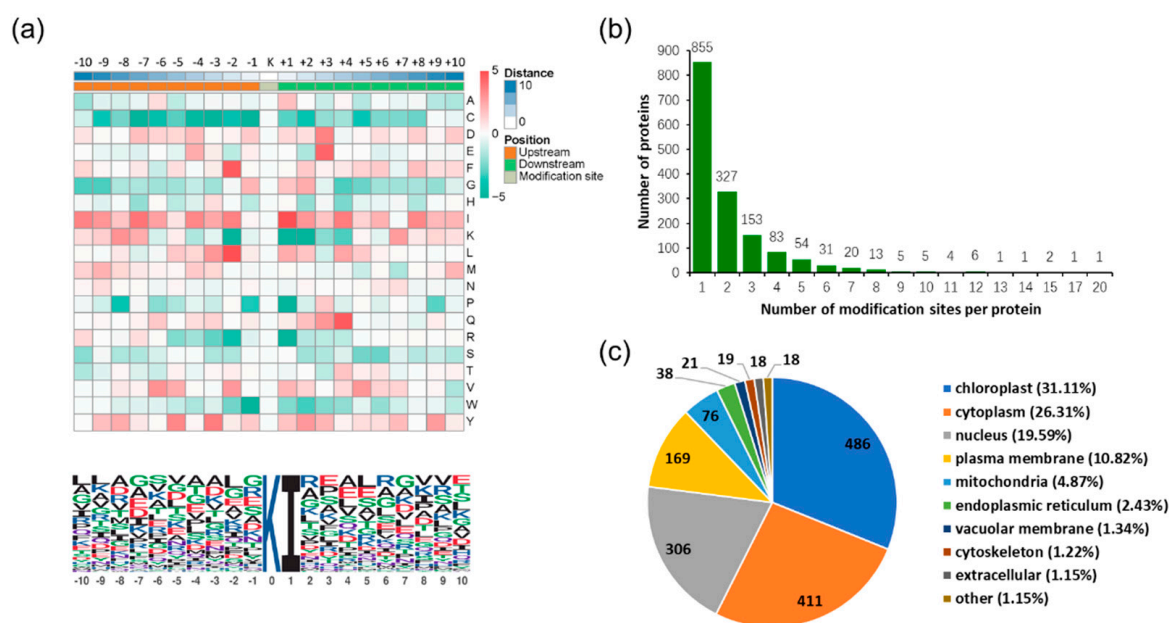 (a)
-10 -9 -8 -7 -6 -5 -4 -3 -2 -1 K +1 +2 +3 +4 +5 +6 +7 +8 +9 +10
5
0
−5
Distance
10
0
Position
Upstream
Downstream
Modification site
A
C
D
E
F
G
H
I
K
L
M
N
P
Q
R
S
T
V
W
Y
LLAGSVAALG KI REALRGVVE
-10 -9 -8 -7 -6 -5 -4 -3 -2 -1 0 1 2 3 4 5 6 7 8 9 10
(b)
Number of proteins
900
800
700
600
500
400
300
200
100
0
855 327 153 83 54 31 20 13 5 5 4 6 1 1 2 1 1
1 2 3 4 5 6 7 8 9 10 11 12 13 14 15 17 20
Number of modification sites per protein
(c)
38 21 19 18 18
76
169
306
411
486
chloroplast (31.11%)
cytoplasm (26.31%)
nucleus (19.59%)
plasma membrane (10.82%)
mitochondria (4.87%)
endoplasmic reticulum (2.43%)
vacuolar membrane (1.34%)
cytoskeleton (1.22%)
extracellular (1.15%)
other (1.15%)